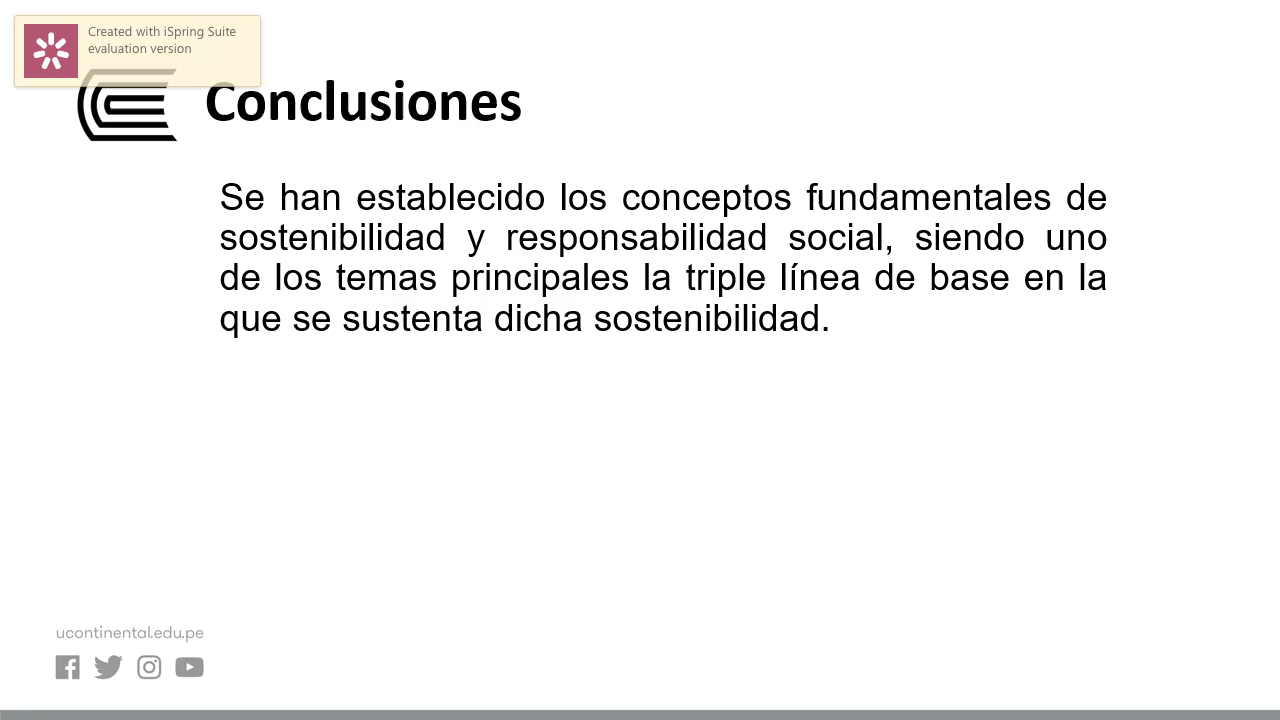 Created with iSpring Suite
evaluation version
Conclusiones
Se han establecido los conceptos fundamentales de
sostenibilidad y responsabilidad social, siendo uno
de los temas principales la triple línea de base en la
que se sustenta dicha sostenibilidad.
ucontinental.edu.pe